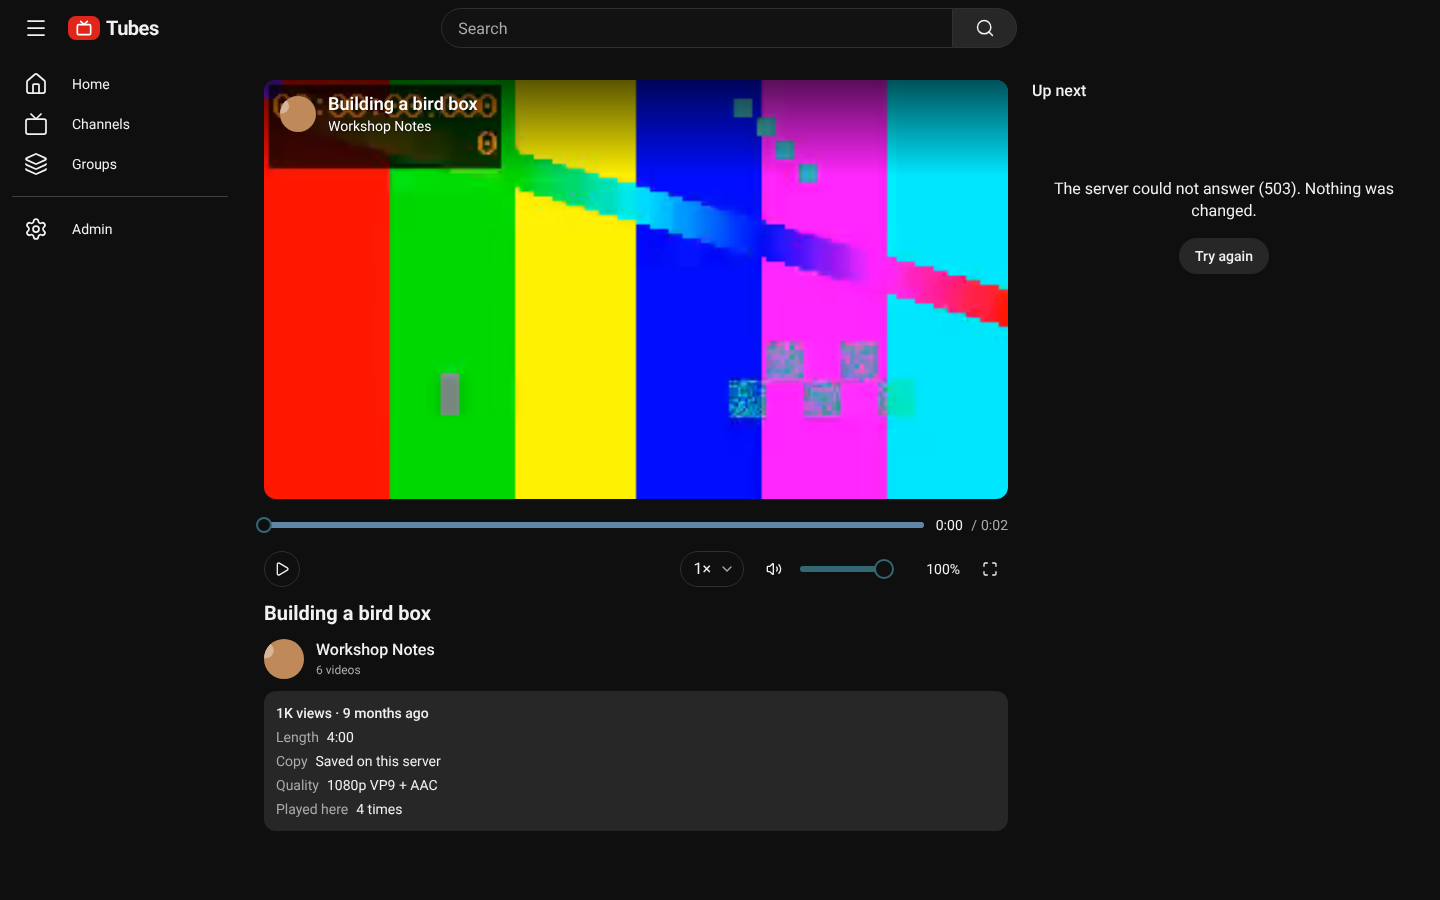 Tubes
Search
Home
Channels
Groups
Admin
Building a bird box
Workshop Notes
0
Up next
The server could not answer (503). Nothing was
changed.
Try again
0:00 / 0:02
1×
100%
Building a bird box
Workshop Notes
6 videos
1K views · 9 months ago
Length 4:00
Copy Saved on this server
Quality 1080p VP9 + AAC
Played here 4 times